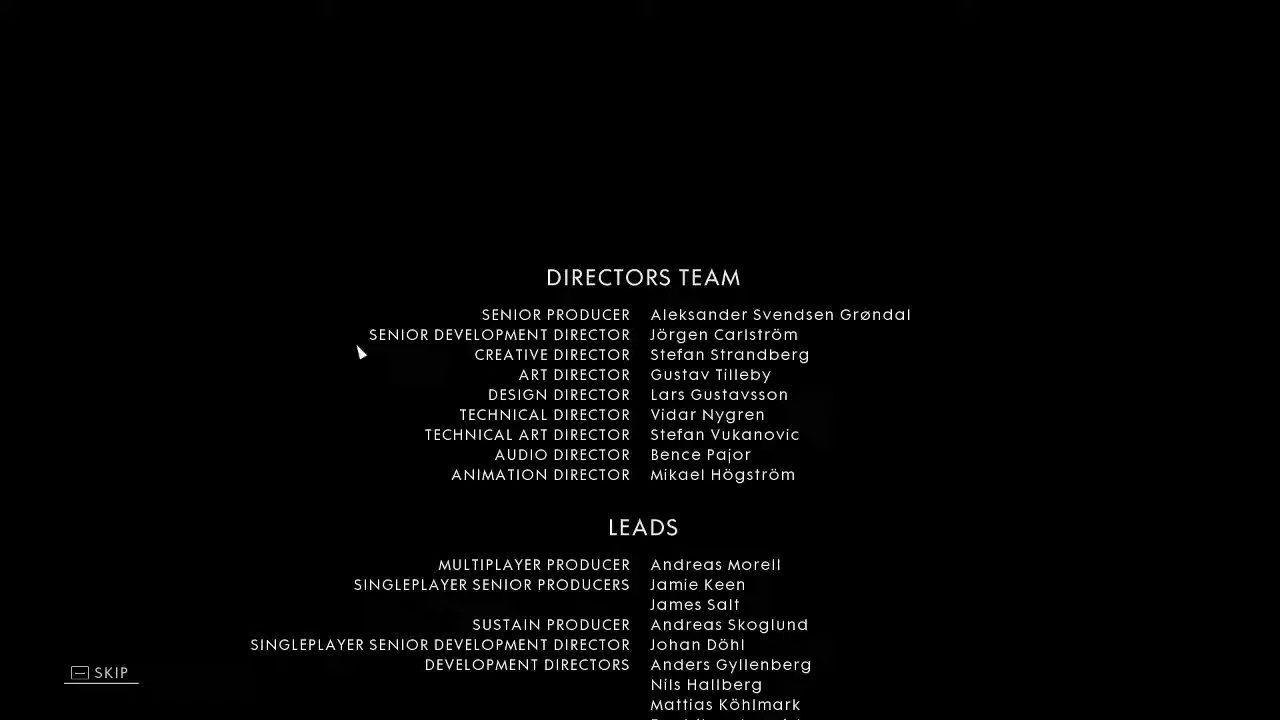 DIRECTORS TEAM
SENIOR PRODUCER Aleksander Svendsen Grøndal
SENIOR DEVELOPMENT DIRECTOR Jörgen Carlström
CREATIVE DIRECTOR Stefan Strandberg
ART DIRECTOR Gustav Tilleby
DESIGN DIRECTOR Lars Gustavsson
TECHNICAL DIRECTOR Vidar Nygren
TECHNICAL ART DIRECTOR Stefan Vukanovic
AUDIO DIRECTOR Bence Pajor
ANIMATION DIRECTOR Mikael Högström
LEADS
MULTIPLAYER PRODUCER Andreas Morell
SINGLEPLAYER SENIOR PRODUCERS Jamie Keen
James Salt
SUSTAIN PRODUCER Andreas Skoglund
SINGLEPLAYER SENIOR DEVELOPMENT DIRECTOR Johan Döhl
DEVELOPMENT DIRECTORS Anders Gyllenberg
Nils Hallberg
Mattias Köhlmark
SKIP